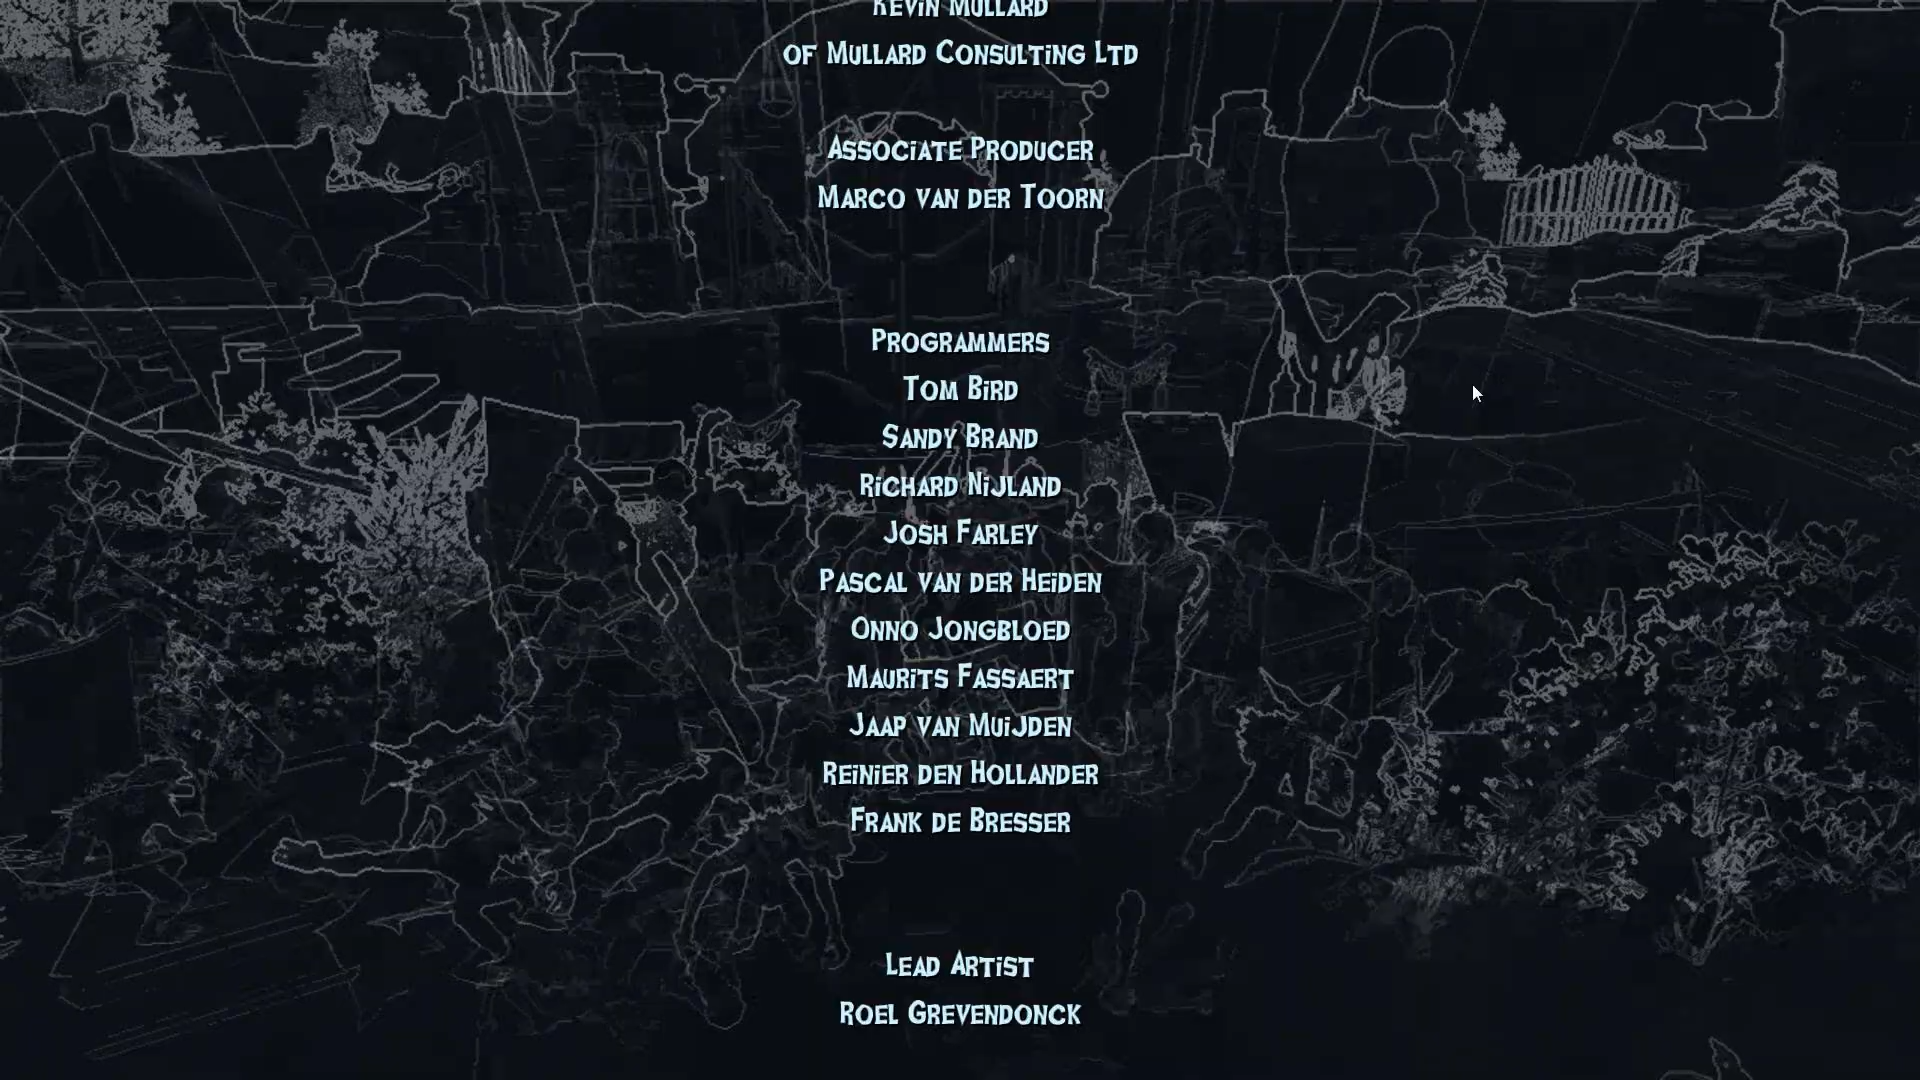 Kevin Mullard
of Mullard Consulting Ltd
Associate Producer
Marco van der Toorn
Programmers
Tom Bird
Sandy Brand
Richard Nijland
Josh Farley
Pascal van der Heiden
Onno Jongbloed
Maurits Fassaert
Jaap van Muijden
Reinier den Hollander
Frank de Bresser
Lead Artist
Roel Grevendonck